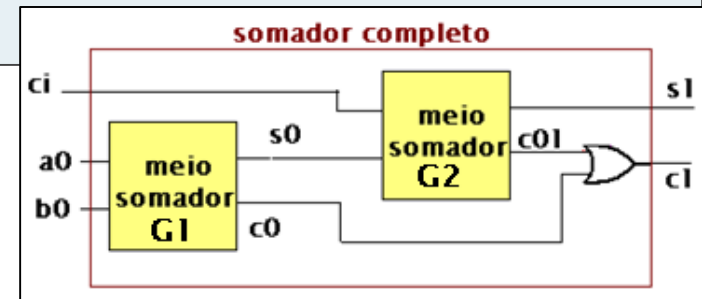 somador completo
ci
s1
meio
somador
G2
s0
c01
a0
meio
somador
G1
b0
c0
c1